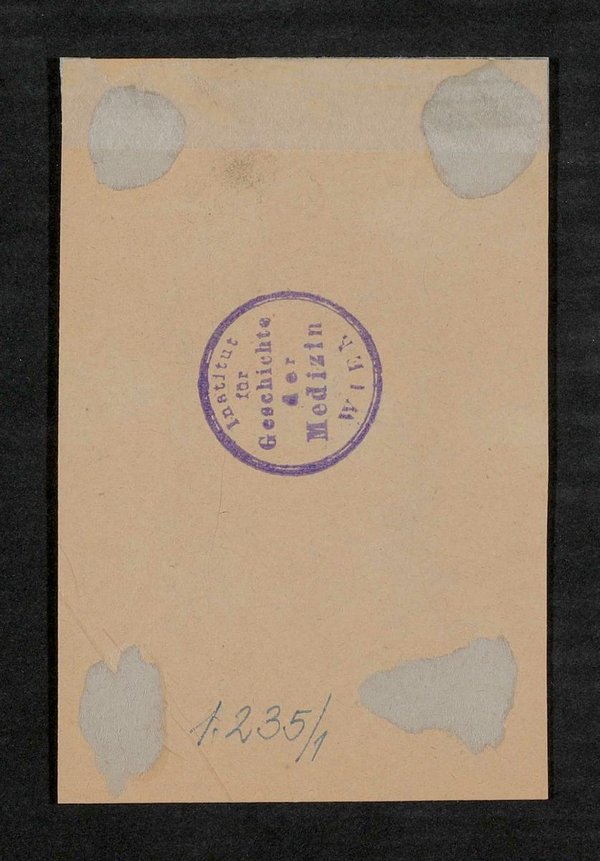 Institut
für
Geschichte
der
Medizin
WIEN
1.235/1